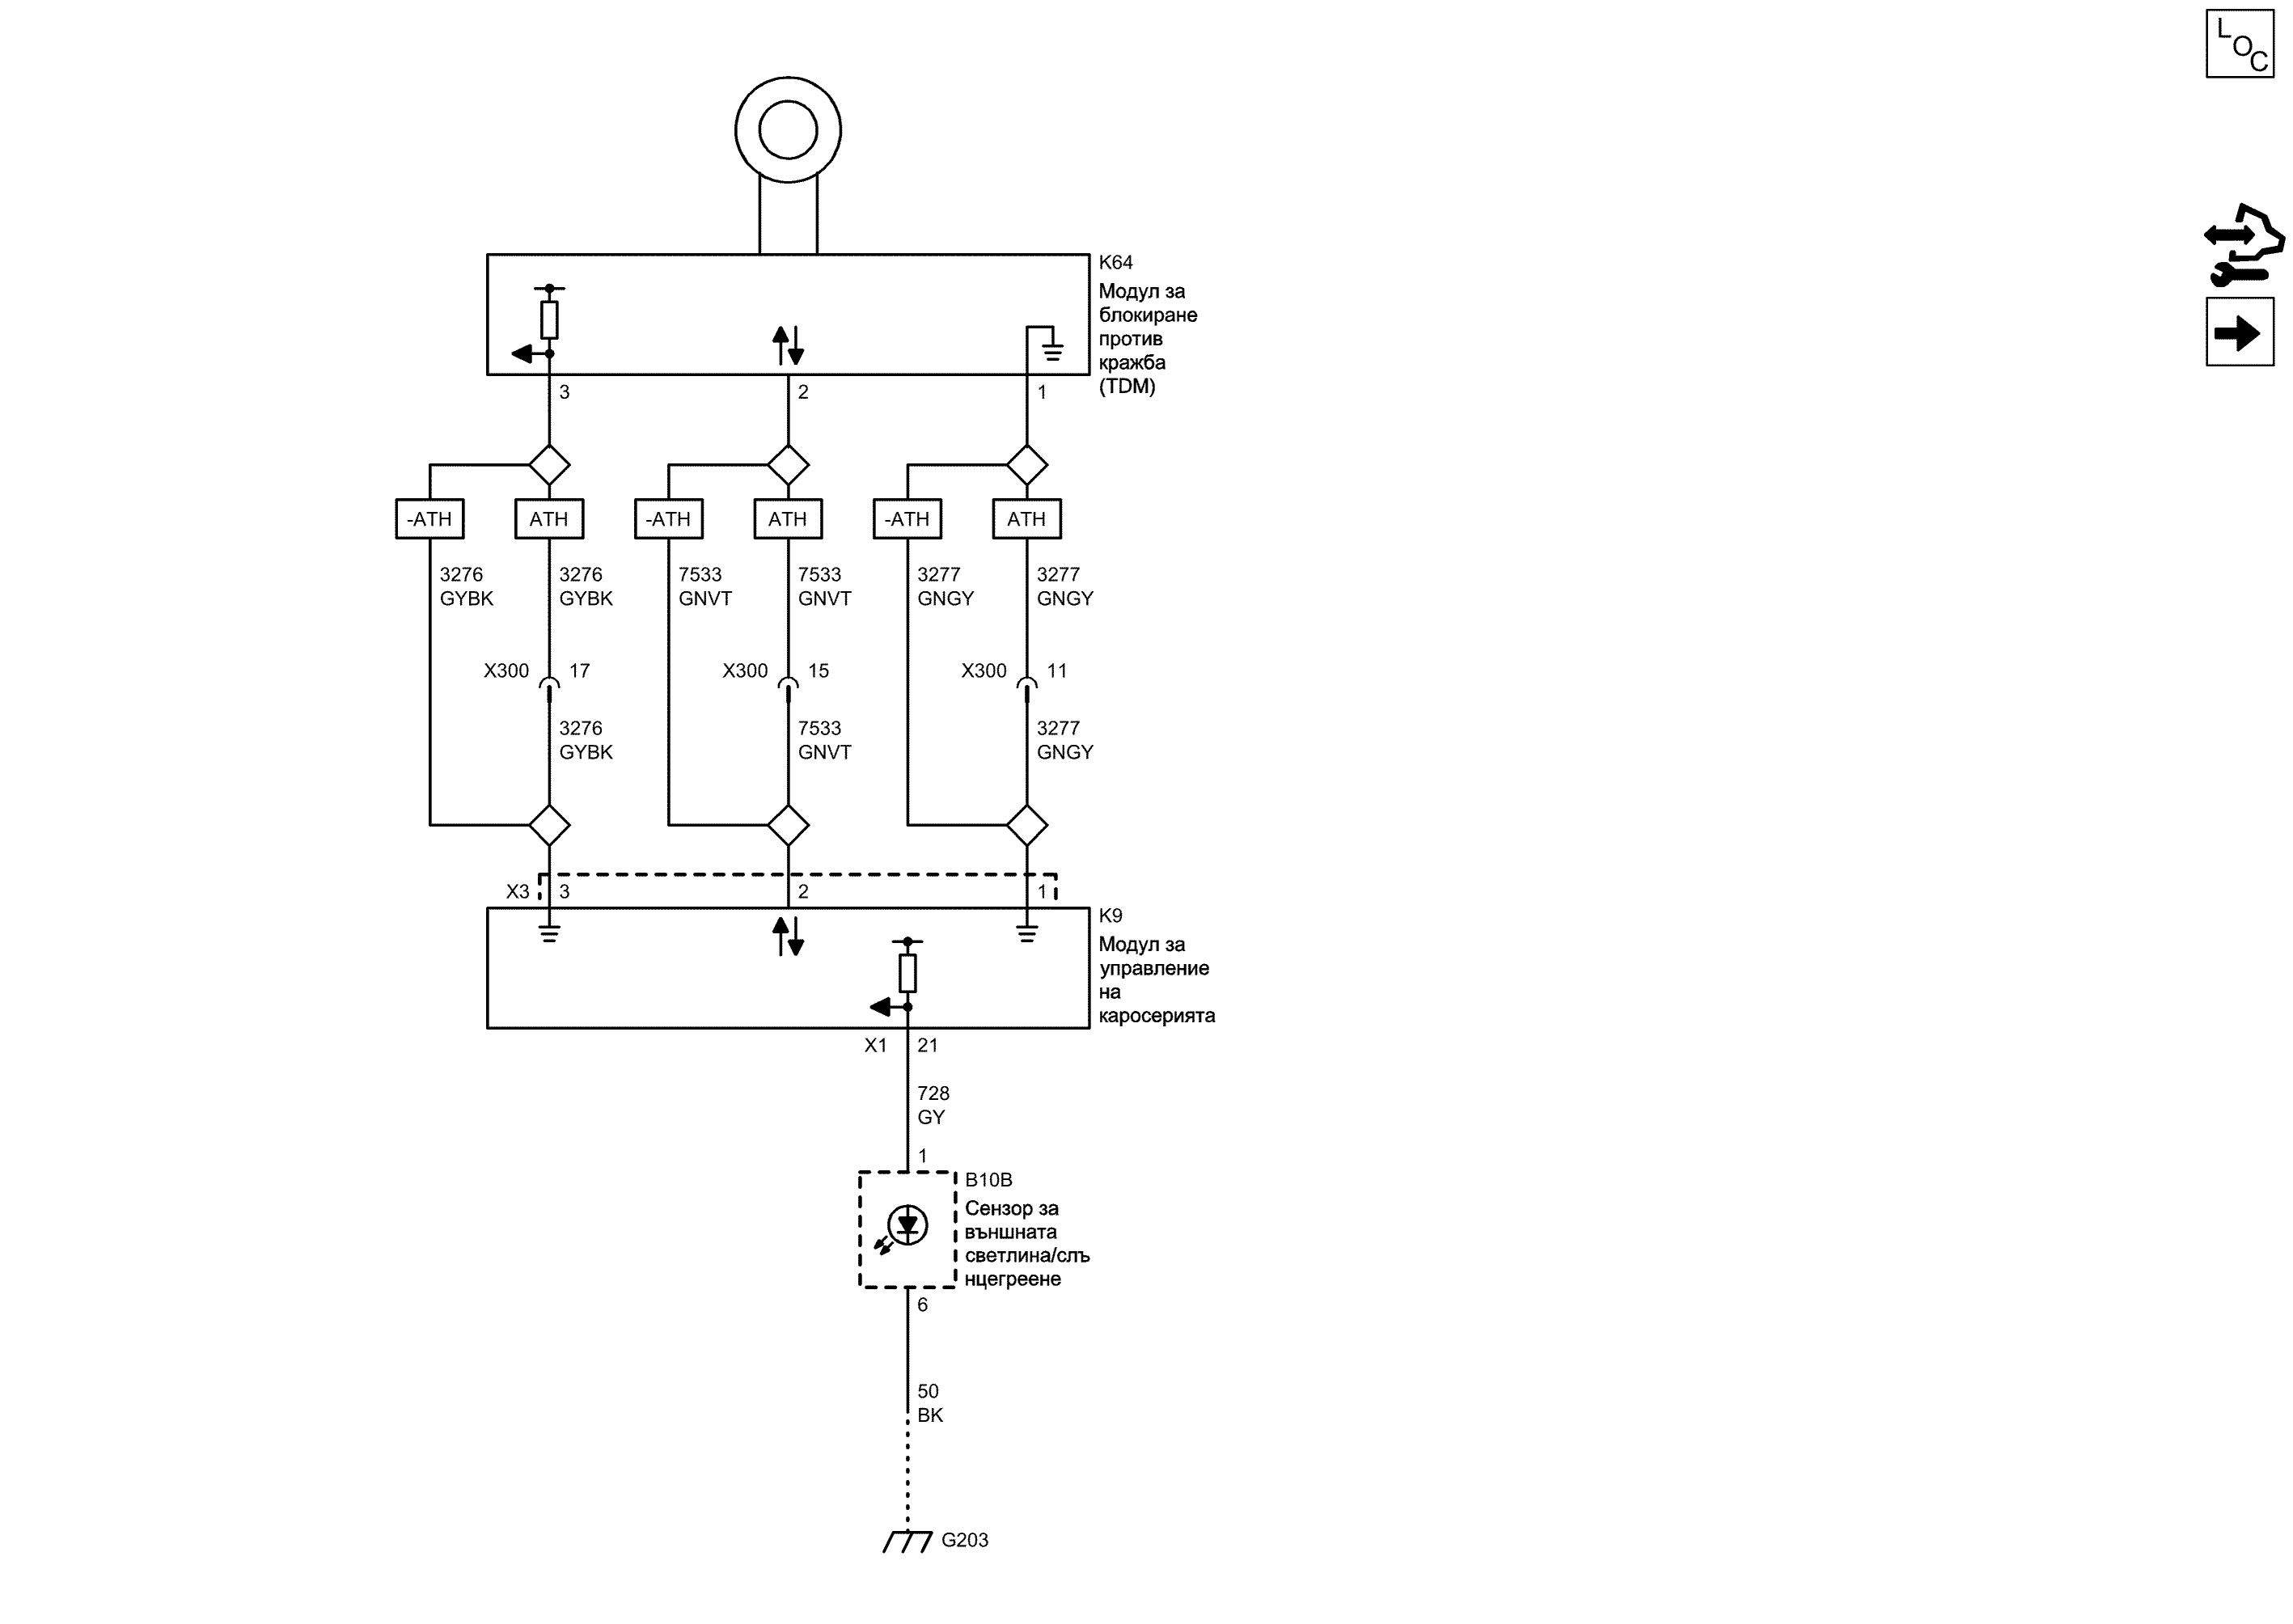 LOC
K64
Модул за
блокиране
против
кражба
(TDM)
3
2
1
-ATH
ATH
-ATH
ATH
-ATH
ATH
3276
GYBK
3276
GYBK
7533
GNVT
7533
GNVT
3277
GNGY
3277
GNGY
X300
17
X300
15
X300
11
3276
GYBK
7533
GNVT
3277
GNGY
X3
3
2
1
K9
Модул за
управление
на
каросерията
X1
21
728
GY
1
B10B
Сензор за
външната
светлина/слъ
нцегреене
6
50
BK
G203